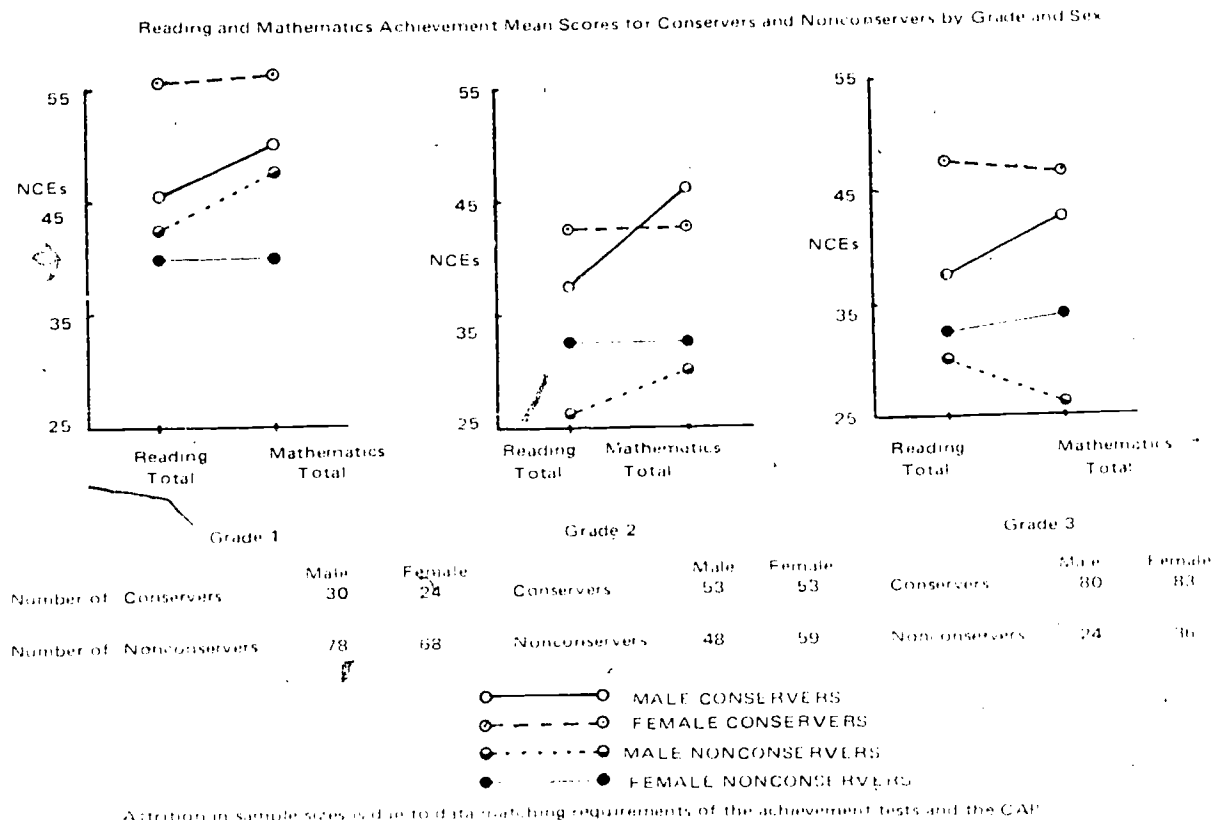 Reading and Mathematics Achievement Mean Scores for Conservers and Nonconservers by Grade and Sex
55
NCEs
45
35
25
Reading Total
Mathematics Total
Grade 1
55
45
NCEs
35
25
Reading Total
Mathematics Total
Grade 2
55
45
NCEs
35
25
Reading Total
Mathematics Total
Grade 3
Male Female
Number of Conservers 30 24
Number of Nonconservers 78 68
Male Female
Conservers 53 53
Nonconservers 48 59
Male Female
Conservers 80 83
Nonconservers 24 36
MALE CONSERVERS
FEMALE CONSERVERS
MALE NONCONSERVERS
FEMALE NONCONSERVERS
Attrition in sample sizes is due to data matching requirements of the achievement tests and the CAP